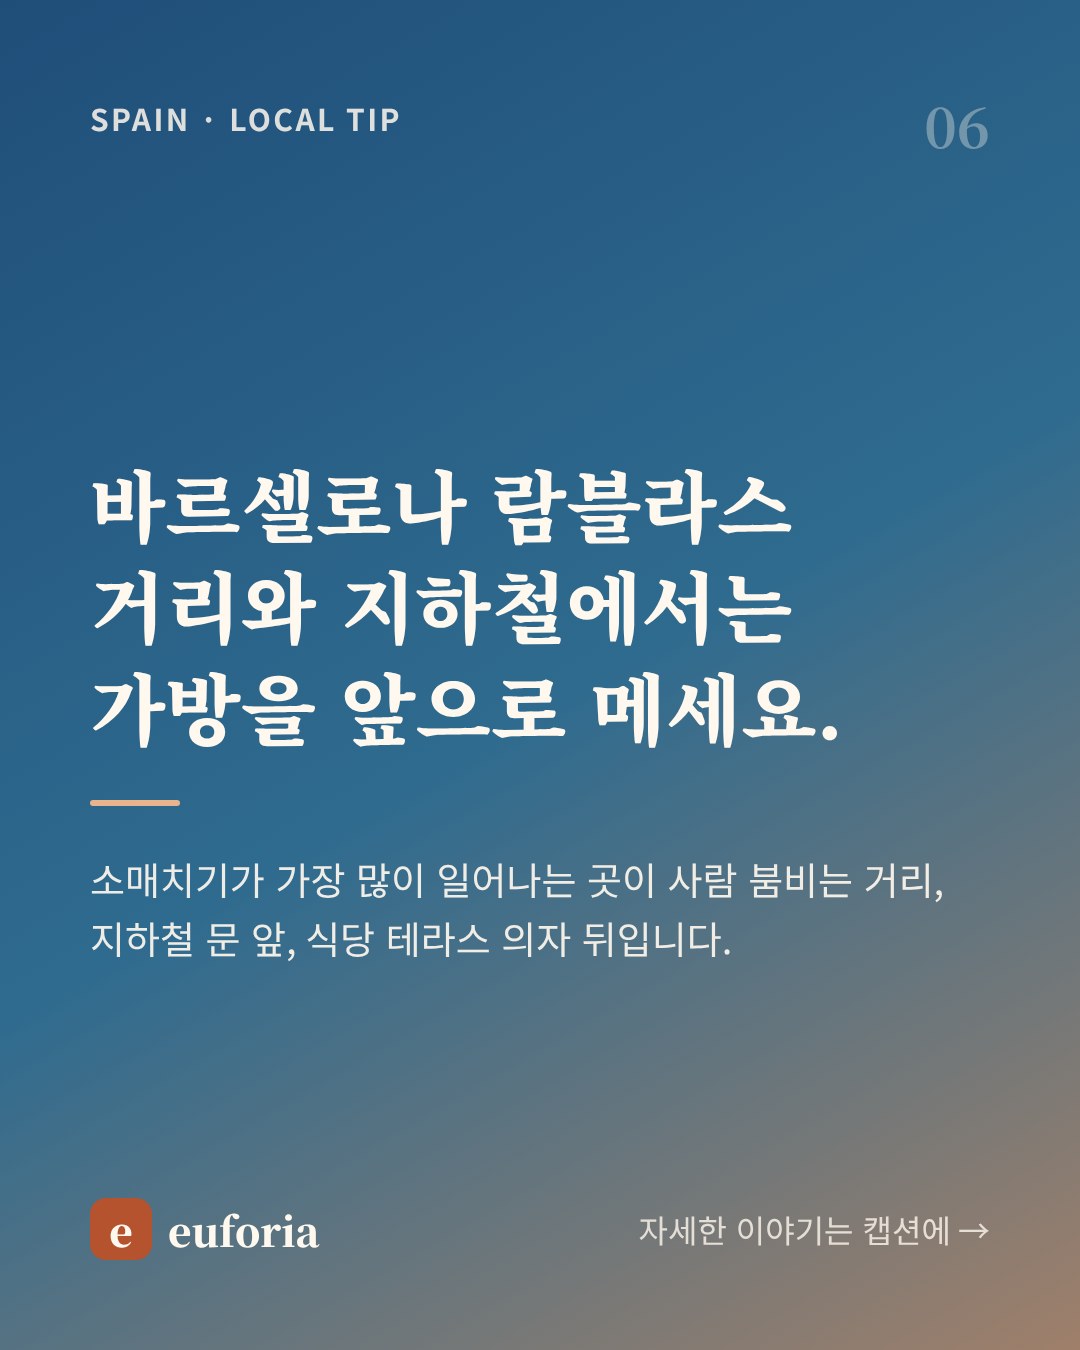 SPAIN · LOCAL TIP
06
바르셀로나 람블라스
거리와 지하철에서는
가방을 앞으로 메세요.
소매치기가 가장 많이 일어나는 곳이 사람 붐비는 거리,
지하철 문 앞, 식당 테라스 의자 뒤입니다.
e euforia
자세한 이야기는 캡션에 →